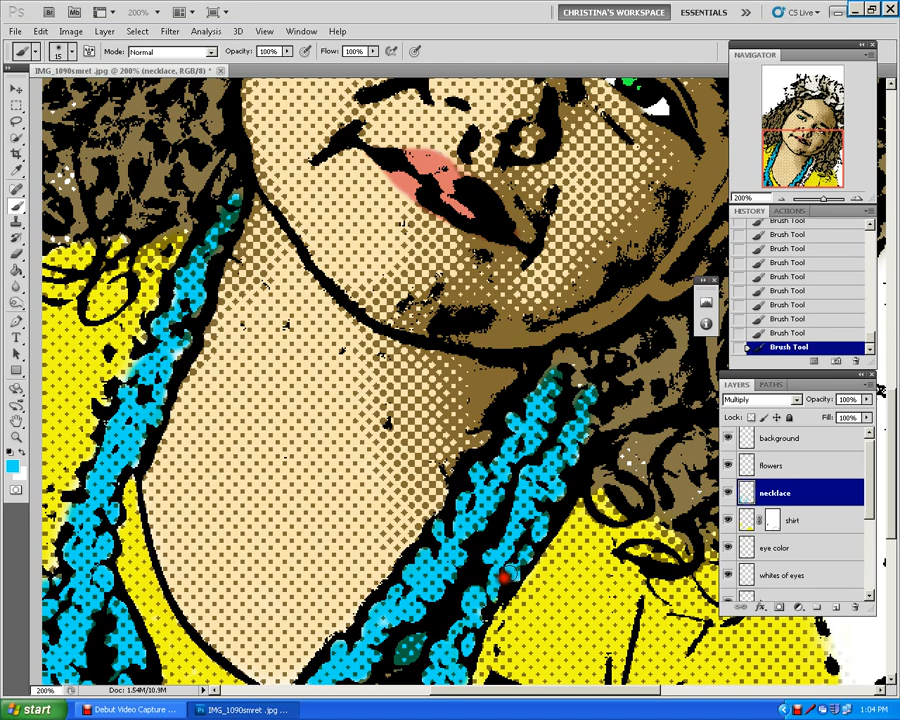 Ps
Br
Mb
200%
CHRISTINA'S WORKSPACE
ESSENTIALS
CS Live
File Edit Image Layer Select Filter Analysis 3D View Window Help
15
Mode: Normal
Opacity: 100%
Flow: 100%
IMG_1090smret .jpg @ 200% (necklace, RGB/8) *
NAVIGATOR
200%
HISTORY ACTIONS
Brush Tool
Brush Tool
Brush Tool
Brush Tool
Brush Tool
Brush Tool
Brush Tool
Brush Tool
Brush Tool
Brush Tool
LAYERS PATHS
Multiply
Opacity: 100%
Lock:
Fill: 100%
background
flowers
necklace
shirt
eye color
whites of eyes
200%
Doc: 1.54M/10.9M
start
Debut Video Capture ...
IMG_1090smret .jpg ...
1:04 PM